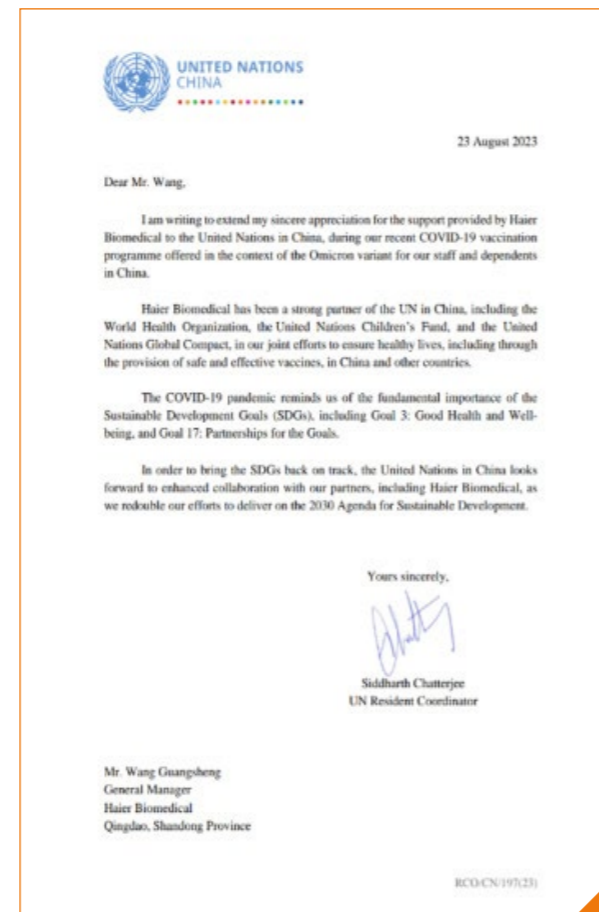 UNITED NATIONS
CHINA
23 August 2023
Dear Mr. Wang,
I am writing to extend my sincere appreciation for the support provided by Haier
Biomedical to the United Nations in China, during our recent COVID-19 vaccination
programme offered in the context of the Omicron variant for our staff and dependents
in China.
Haier Biomedical has been a strong partner of the UN in China, including the
World Health Organization, the United Nations Children's Fund, and the United
Nations Global Compact, in our joint efforts to ensure healthy lives, including through
the provision of safe and effective vaccines, in China and other countries.
The COVID-19 pandemic reminds us of the fundamental importance of the
Sustainable Development Goals (SDGs), including Goal 3: Good Health and Well-
being, and Goal 17: Partnerships for the Goals.
In order to bring the SDGs back on track, the United Nations in China looks
forward to enhanced collaboration with our partners, including Haier Biomedical, as
we redouble our efforts to deliver on the 2030 Agenda for Sustainable Development.
Yours sincerely,
Siddharth Chatterjee
UN Resident Coordinator
Mr. Wang Guangsheng
General Manager
Haier Biomedical
Qingdao, Shandong Province
RCO/CN/197(23)